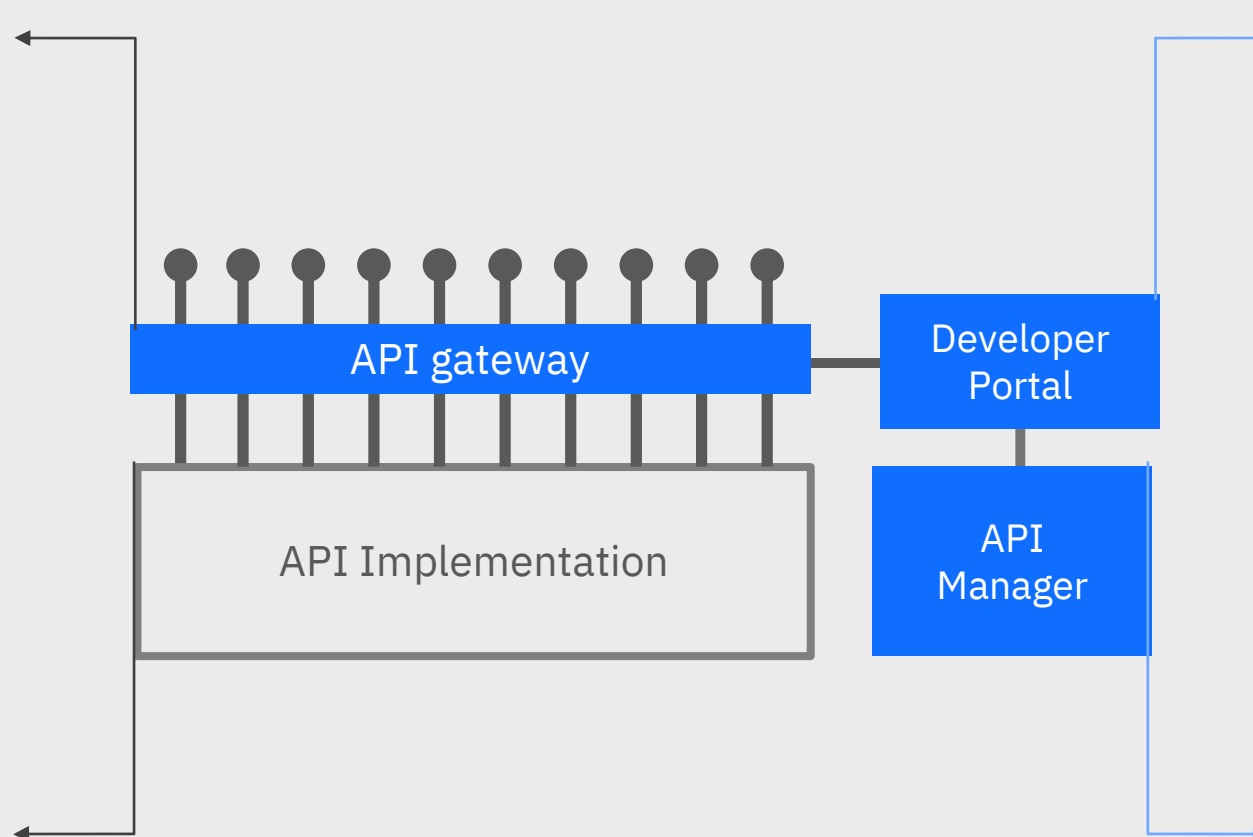 API gateway
Developer
Portal
API Implementation
API
Manager